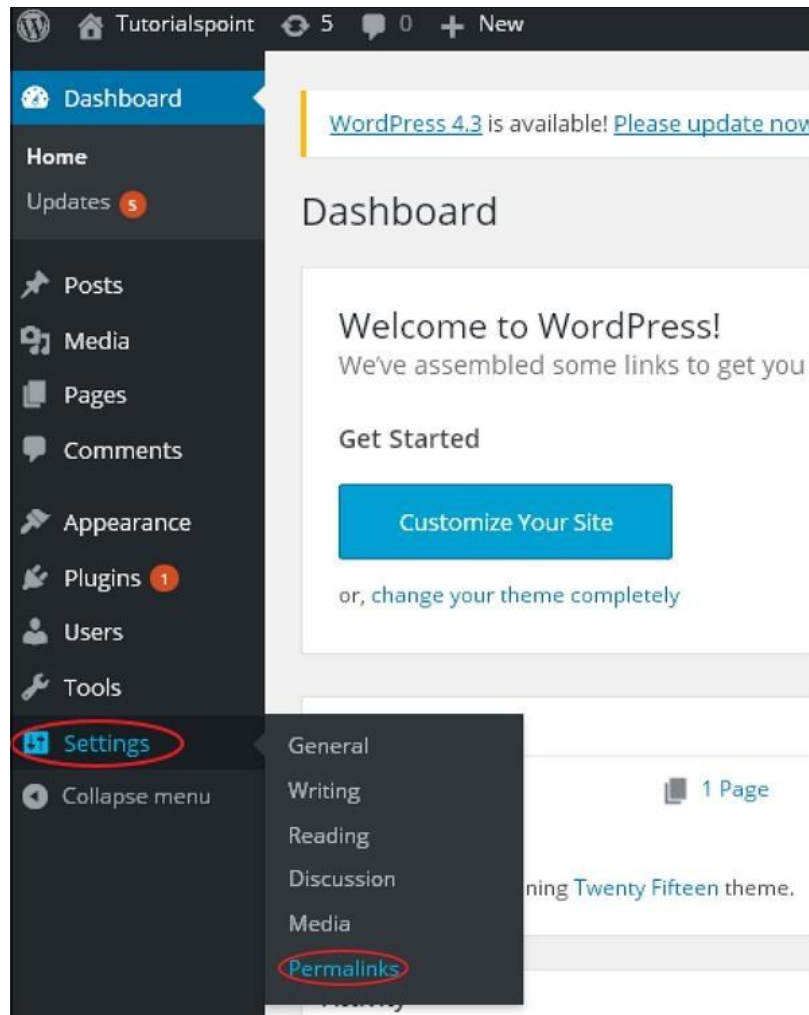 Tutorialspoint 5 0 + New
Dashboard
Home
Updates 5
Posts
Media
Pages
Comments
Appearance
Plugins 1
Users
Tools
Settings
Collapse menu
WordPress 4.3 is available! Please update now
Dashboard
Welcome to WordPress!
We've assembled some links to get you
Get Started
Customize Your Site
or, change your theme completely
1 Page
ning Twenty Fifteen theme.
General
Writing
Reading
Discussion
Media
Permalinks